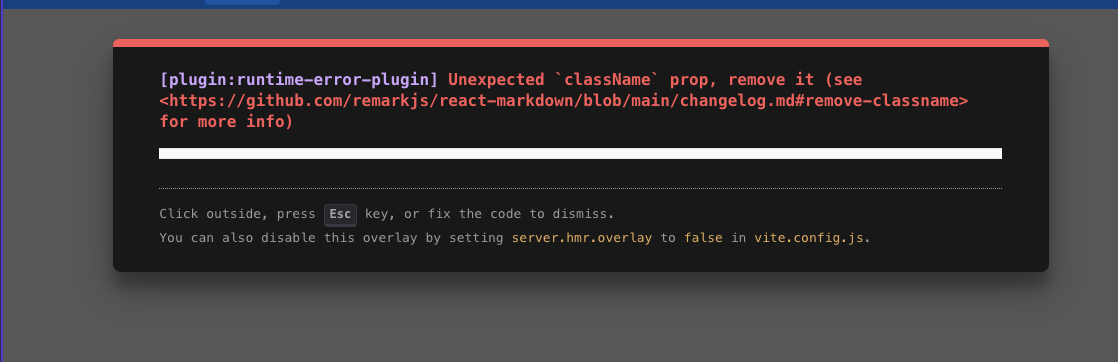 [plugin:runtime-error-plugin] Unexpected `className` prop, remove it (see
<https://github.com/remarkjs/react-markdown/blob/main/changelog.md#remove-classname>
for more info)
Click outside, press Esc key, or fix the code to dismiss.
You can also disable this overlay by setting server.hmr.overlay to false in vite.config.js.